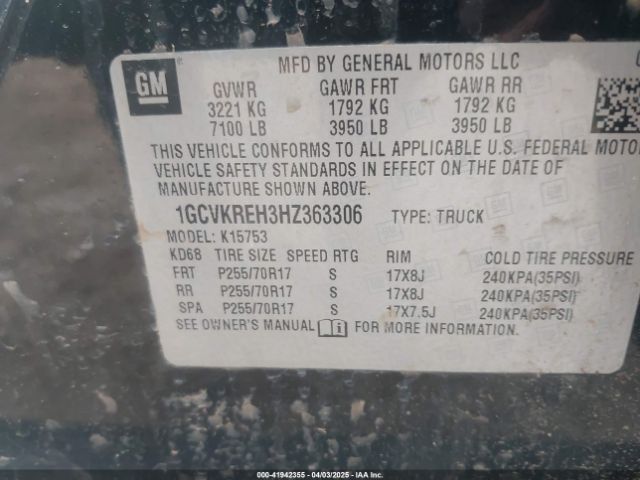 MFD BY GENERAL MOTORS LLC
GM
GVWR GAWR FRT GAWR RR
3221 KG 1792 KG 1792 KG
7100 LB 3950 LB 3950 LB
THIS VEHICLE CONFORMS TO ALL APPLICABLE U.S. FEDERAL MOTO
VEHICLE SAFETY STANDARDS IN EFFECT ON THE DATE OF
MANUFACTURE SHOWN ABOVE.
1GCVKREH3HZ363306 TYPE: TRUCK
MODEL: K15753
KD68 TIRE SIZE SPEED RTG RIM COLD TIRE PRESSURE
FRT P255/70R17 S 17X8J 240KPA(35PSI)
RR P255/70R17 S 17X8J 240KPA(35PSI)
SPA P255/70R17 S 17X7.5J 240KPA(35PSI)
SEE OWNER'S MANUAL FOR MORE INFORMATION.
000-41942355 - 04/03/2025 - IAAI.COM